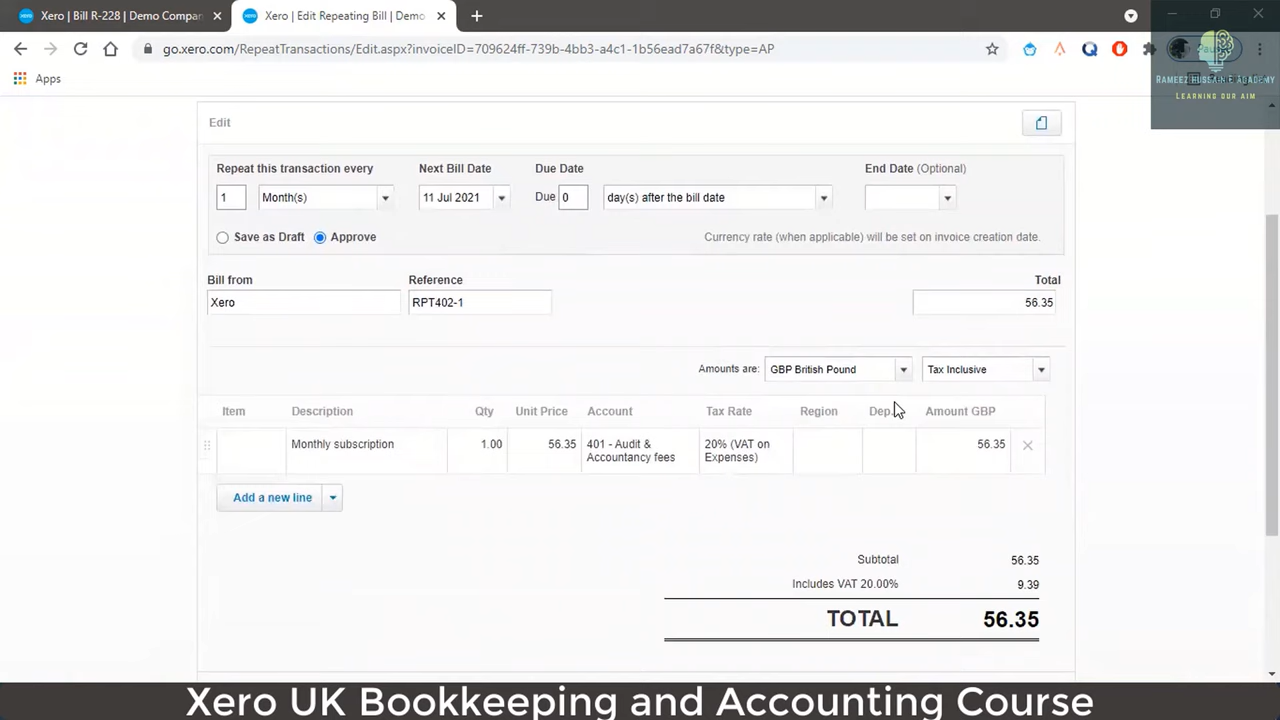 Xero | Bill R-228 | Demo Compan
Xero | Edit Repeating Bill | Demo
go.xero.com/RepeatTransactions/Edit.aspx?invoiceID=709624ff-739b-4bb3-a4c1-1b56ead7a67f&type=AP
Apps
RAMEEZ HUSSAIN E ACADEMY
LEARNING OUR AIM
Edit
Repeat this transaction every Next Bill Date Due Date End Date (Optional)
1 Month(s) 11 Jul 2021 Due 0 day(s) after the bill date
Save as Draft Approve Currency rate (when applicable) will be set on invoice creation date.
Bill from Reference Total
Xero RPT402-1 56.35
Amounts are: GBP British Pound Tax Inclusive
Item Description Qty Unit Price Account Tax Rate Region Dep Amount GBP
Monthly subscription 1.00 56.35 401 - Audit & 20% (VAT on 56.35
Accountancy fees Expenses)
Add a new line
Subtotal 56.35
Includes VAT 20.00% 9.39
TOTAL 56.35
Xero UK Bookkeeping and Accounting Course